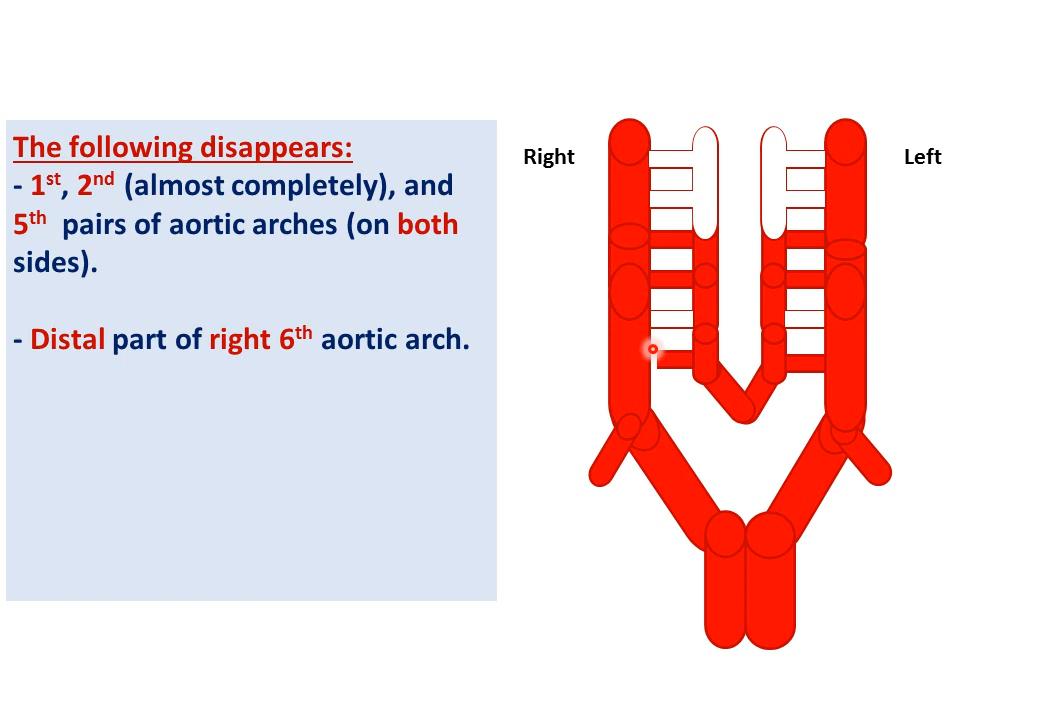 The following disappears:
- 1st, 2nd (almost completely), and
5th pairs of aortic arches (on both
sides).
- Distal part of right 6th aortic arch.
Right
Left